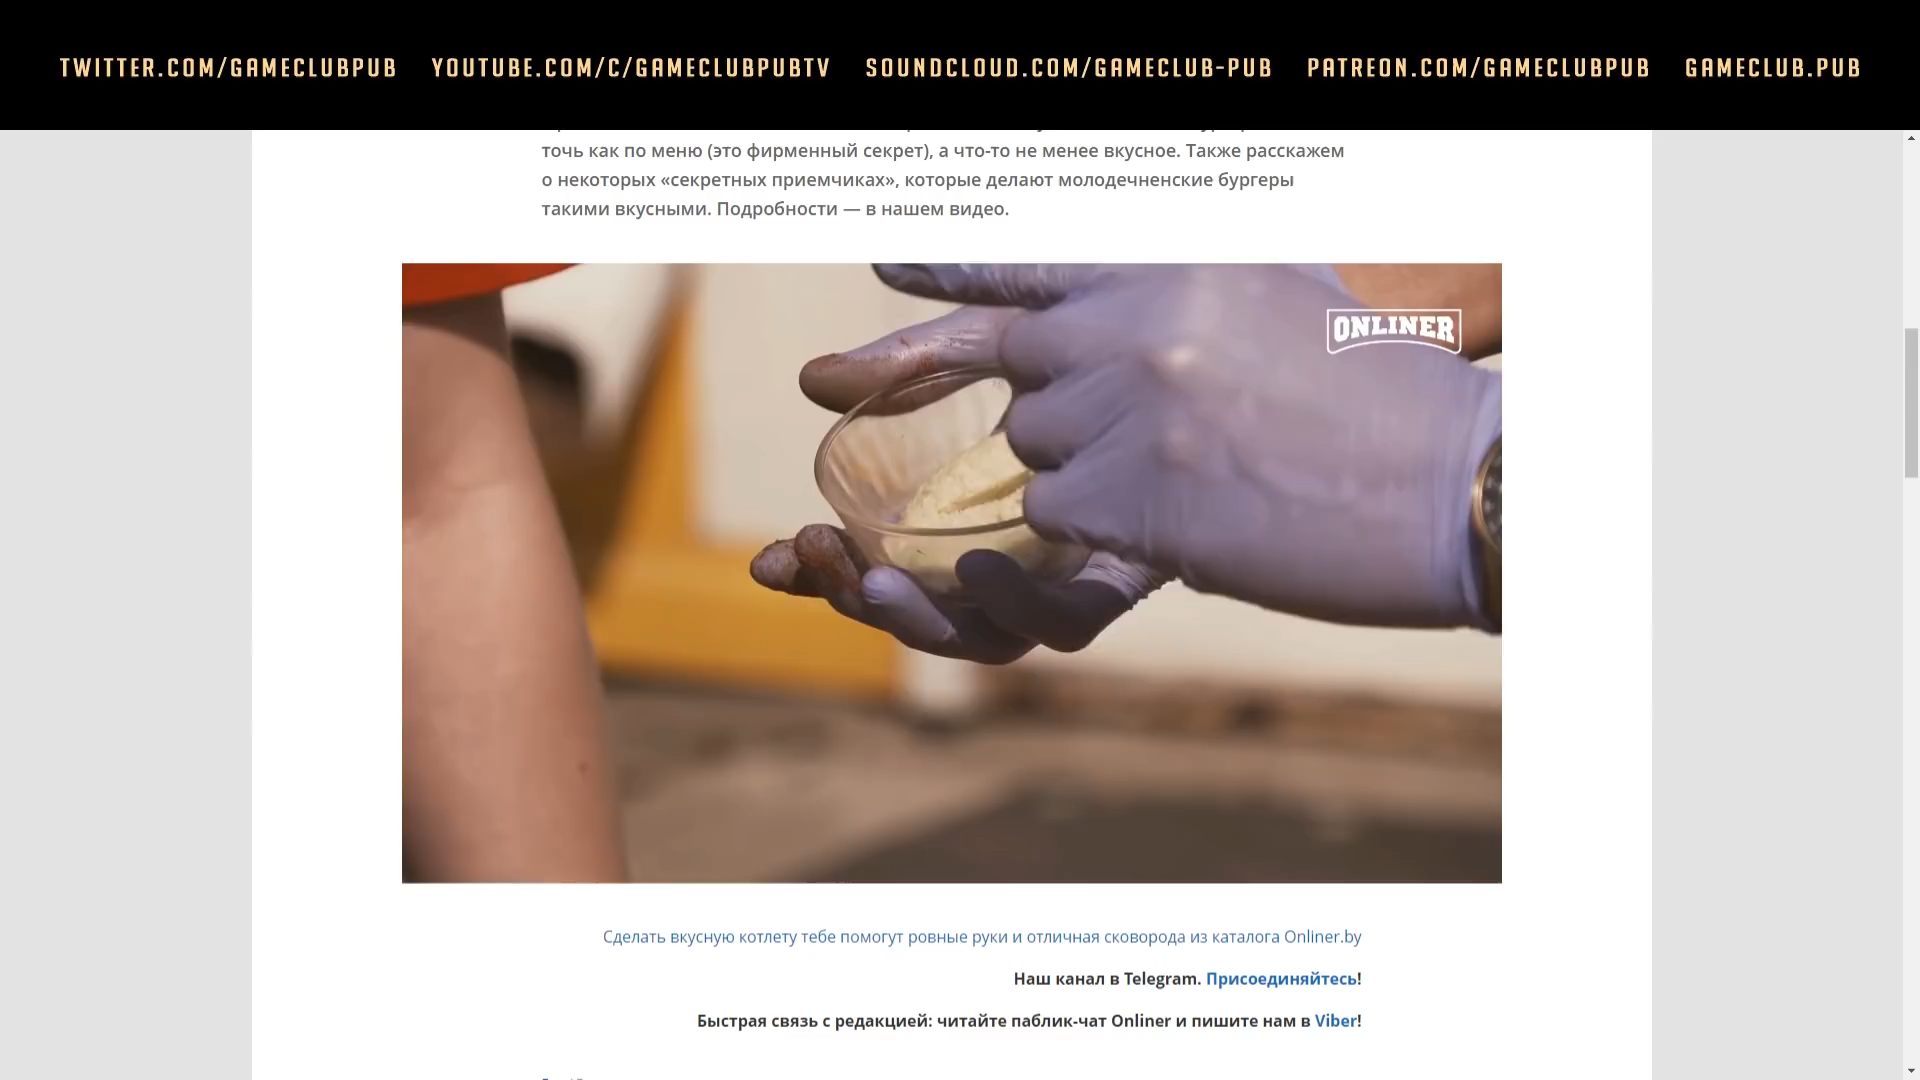 TWITTER.COM/GAMECLUBPUB YOUTUBE.COM/C/GAMECLUBPUBTV SOUNDCLOUD.COM/GAMECLUB-PUB PATREON.COM/GAMECLUBPUB GAMECLUB.PUB
точь как по меню (это фирменный секрет), а что-то не менее вкусное. Также расскажем
о некоторых «секретных приемчиках», которые делают молодечненские бургеры
такими вкусными. Подробности — в нашем видео.
ONLINER
Сделать вкусную котлету тебе помогут ровные руки и отличная сковорода из каталога Onliner.by
Наш канал в Telegram. Присоединяйтесь!
Быстрая связь с редакцией: читайте паблик-чат Onliner и пишите нам в Viber!